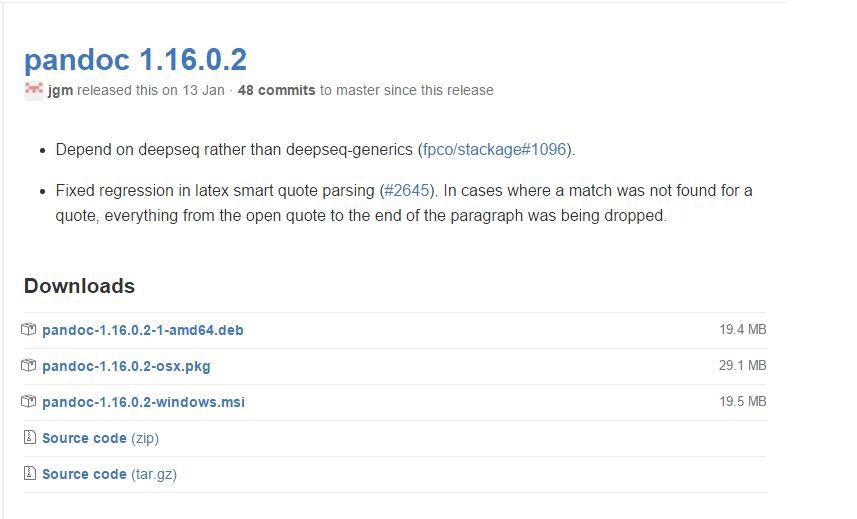 pandoc 1.16.0.2
jgm released this on 13 Jan · 48 commits to master since this release
• Depend on deepseq rather than deepseq-generics (fpco/stackage#1096).
• Fixed regression in latex smart quote parsing (#2645). In cases where a match was not found for a
quote, everything from the open quote to the end of the paragraph was being dropped.
Downloads
pandoc-1.16.0.2-1-amd64.deb 19.4 MB
pandoc-1.16.0.2-osx.pkg 29.1 MB
pandoc-1.16.0.2-windows.msi 19.5 MB
Source code (zip)
Source code (tar.gz)